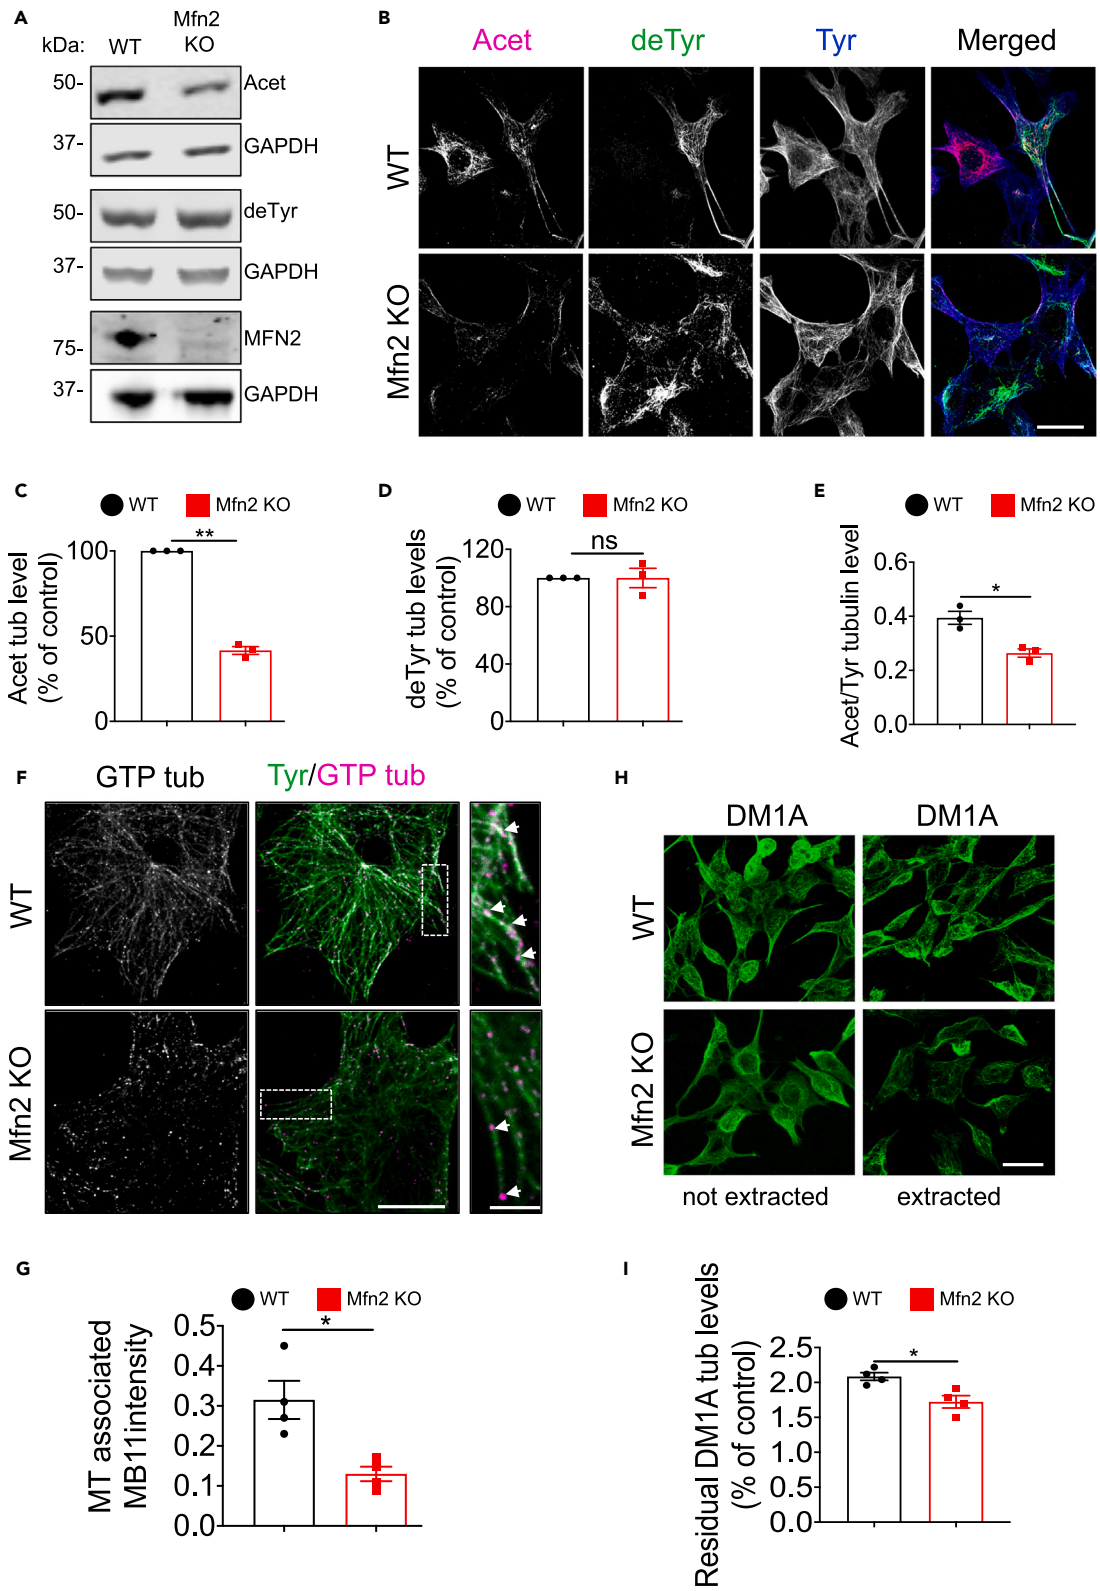 A
kDa:
WT
Mfn2
KO
50-
Acet
37-
GAPDH
50-
deTyr
37-
GAPDH
75-
MFN2
37-
GAPDH
B
Acet
deTyr
Tyr
Merged
WT
Mfn2 KO
C
WT
Mfn2 KO
Acet tub level
(% of control)
100
50
0
**
D
WT
Mfn2 KO
deTyr tub levels
(% of control)
120
80
40
0
ns
E
WT
Mfn2 KO
Acet/Tyr tubulin level
0.4
0.2
0.0
*
F
GTP tub
Tyr/GTP tub
WT
Mfn2 KO
G
WT
Mfn2 KO
MT associated
MB11intensity
0.5
0.4
0.3
0.2
0.1
0.0
*
H
DM1A
DM1A
WT
Mfn2 KO
not extracted
extracted
I
WT
Mfn2 KO
Residual DM1A tub levels
(% of control)
2.5
2.0
1.5
1.0
0.5
0.0
*